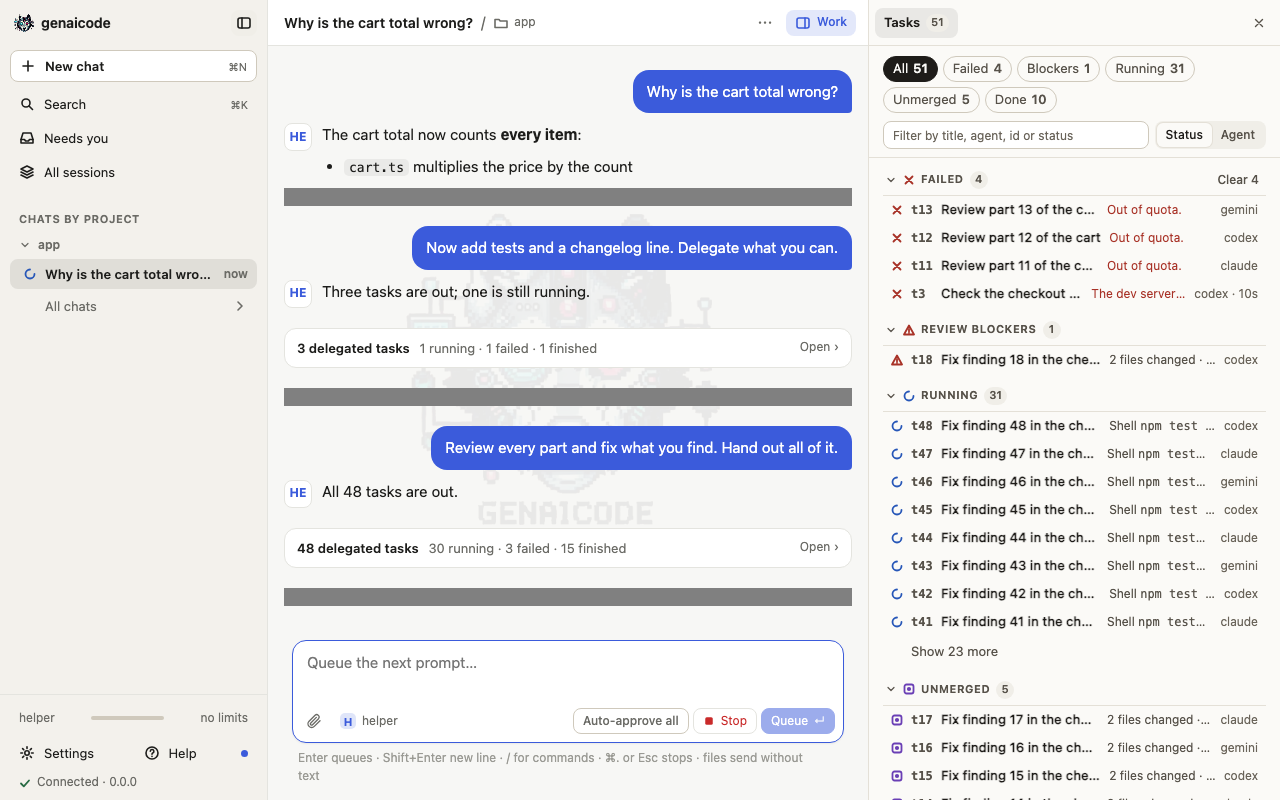 genaicode
New chat ⌘N
Search ⌘K
Needs you
All sessions
CHATS BY PROJECT
app
Why is the cart total wro... now
All chats
helper no limits
Settings Help
Connected · 0.0.0
Why is the cart total wrong? / app ··· Work
Why is the cart total wrong?
HE The cart total now counts every item:
• cart.ts multiplies the price by the count
Now add tests and a changelog line. Delegate what you can.
HE Three tasks are out; one is still running.
3 delegated tasks 1 running · 1 failed · 1 finished Open ›
Review every part and fix what you find. Hand out all of it.
HE All 48 tasks are out.
GENAICODE
48 delegated tasks 30 running · 3 failed · 15 finished Open ›
Queue the next prompt...
H helper Auto-approve all Stop Queue
Enter queues · Shift+Enter new line · / for commands · ⌘. or Esc stops · files send without
text
Tasks 51
All 51 Failed 4 Blockers 1 Running 31
Unmerged 5 Done 10
Filter by title, agent, id or status Status Agent
FAILED 4 Clear 4
t13 Review part 13 of the c... Out of quota. gemini
t12 Review part 12 of the cart Out of quota. codex
t11 Review part 11 of the c... Out of quota. claude
t3 Check the checkout ... The dev server... codex · 10s
REVIEW BLOCKERS 1
t18 Fix finding 18 in the che... 2 files changed · ... codex
RUNNING 31
t48 Fix finding 48 in the ch... Shell npm test ... codex
t47 Fix finding 47 in the ch... Shell npm test... claude
t46 Fix finding 46 in the ch... Shell npm test... gemini
t45 Fix finding 45 in the ch... Shell npm test ... codex
t44 Fix finding 44 in the ch... Shell npm test... claude
t43 Fix finding 43 in the ch... Shell npm test... gemini
t42 Fix finding 42 in the ch... Shell npm test ... codex
t41 Fix finding 41 in the ch... Shell npm test... claude
Show 23 more
UNMERGED 5
t17 Fix finding 17 in the ch... 2 files changed ·... claude
t16 Fix finding 16 in the ch... 2 files changed ·... gemini
t15 Fix finding 15 in the che... 2 files changed · ... codex